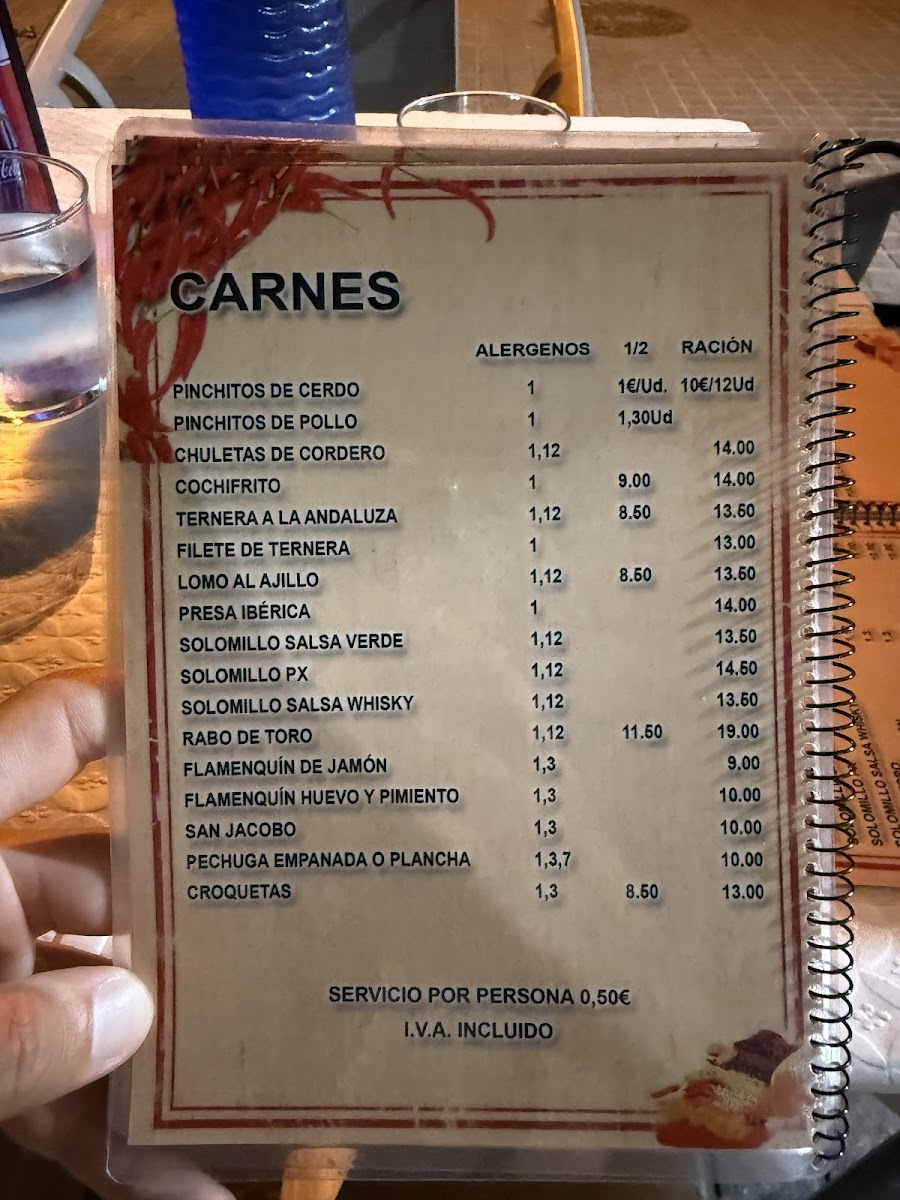 CARNES
ALERGENOS 1/2 RACIÓN
PINCHITOS DE CERDO 1 1€/Ud. 10€/12Ud
PINCHITOS DE POLLO 1 1,30Ud
CHULETAS DE CORDERO 1,12 14.00
COCHIFRITO 1 9.00 14.00
TERNERA A LA ANDALUZA 1,12 8.50 13.50
FILETE DE TERNERA 1 13.00
LOMO AL AJILLO 1,12 8.50 13.50
PRESA IBÉRICA 1 14.00
SOLOMILLO SALSA VERDE 1,12 13.50
SOLOMILLO PX 1,12 14.50
SOLOMILLO SALSA WHISKY 1,12 13.50
RABO DE TORO 1,12 11.50 19.00
FLAMENQUÍN DE JAMÓN 1,3 9.00
FLAMENQUÍN HUEVO Y PIMIENTO 1,3 10.00
SAN JACOBO 1,3 10.00
PECHUGA EMPANADA O PLANCHA 1,3,7 10.00
CROQUETAS 1,3 8.50 13.00
SERVICIO POR PERSONA 0,50€
I.V.A. INCLUIDO
SOLOMILLO SALSA WHISKY